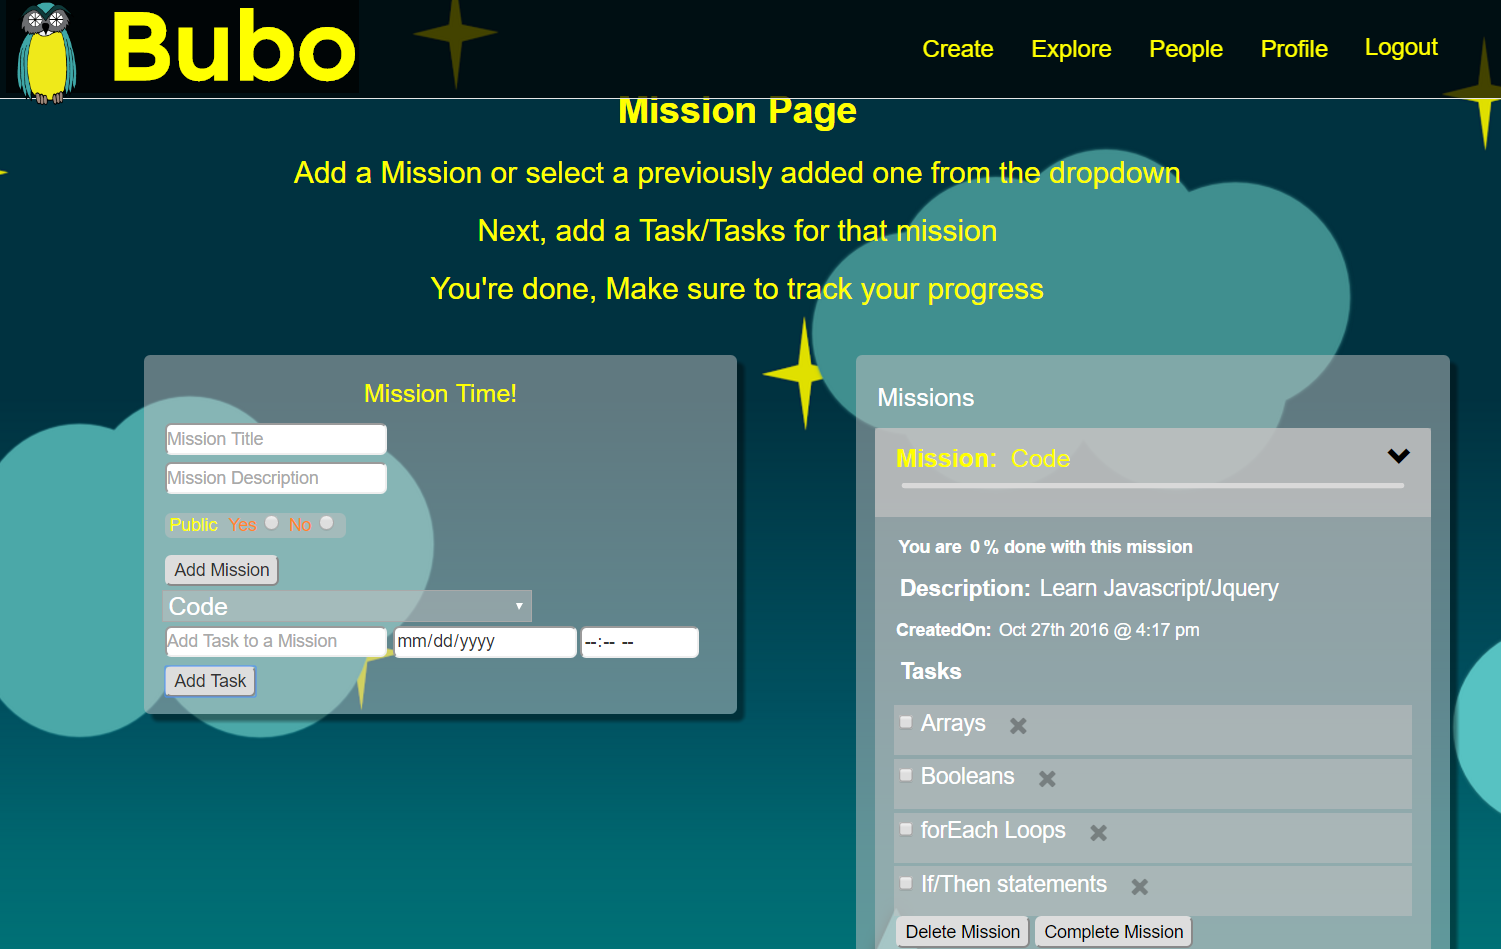 Bubo
Create Explore People Profile Logout
Mission Page
Add a Mission or select a previously added one from the dropdown
Next, add a Task/Tasks for that mission
You're done, Make sure to track your progress
Mission Time!
Mission Title
Mission Description
Public Yes No
Add Mission
Code
Add Task to a Mission mm/dd/yyyy --:-- --
Add Task
Missions
Mission: Code
You are 0 % done with this mission
Description: Learn Javascript/Jquery
CreatedOn: Oct 27th 2016 @ 4:17 pm
Tasks
Arrays
Booleans
forEach Loops
If/Then statements
Delete Mission Complete Mission